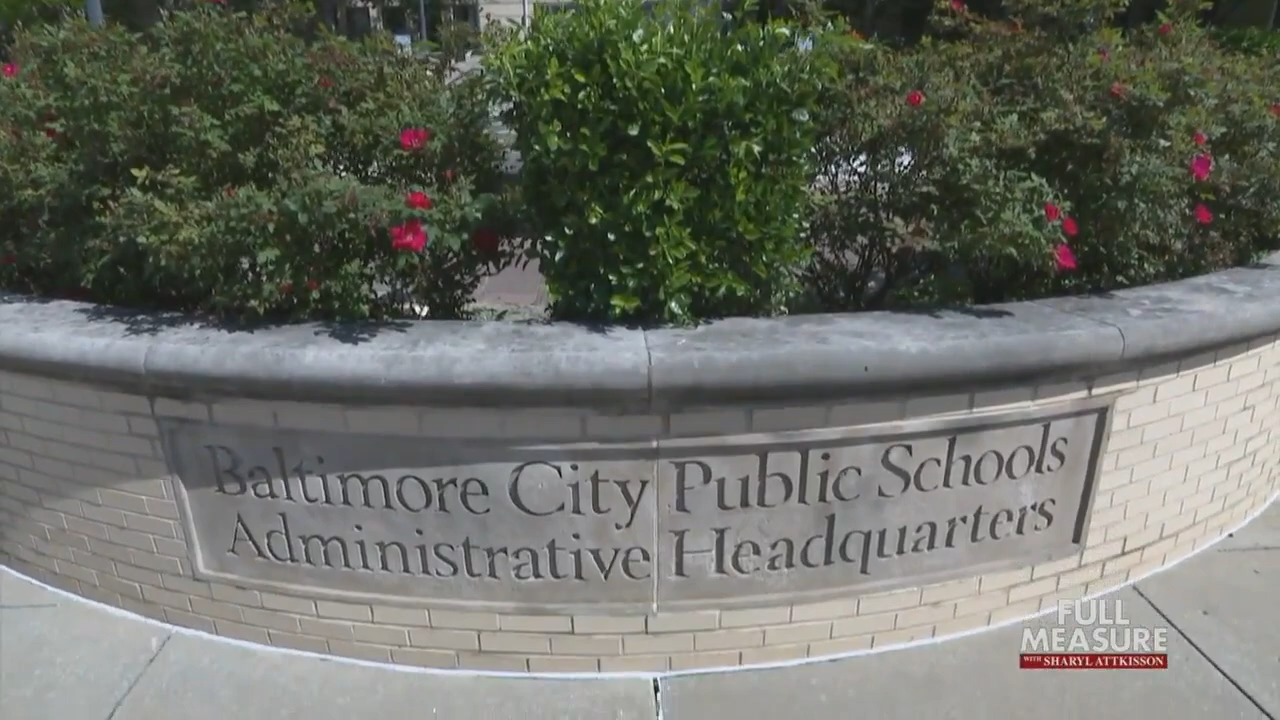 Baltimore City Public Schools
Administrative Headquarters
FULL
MEASURE
WITH SHARYL ATTKISSON